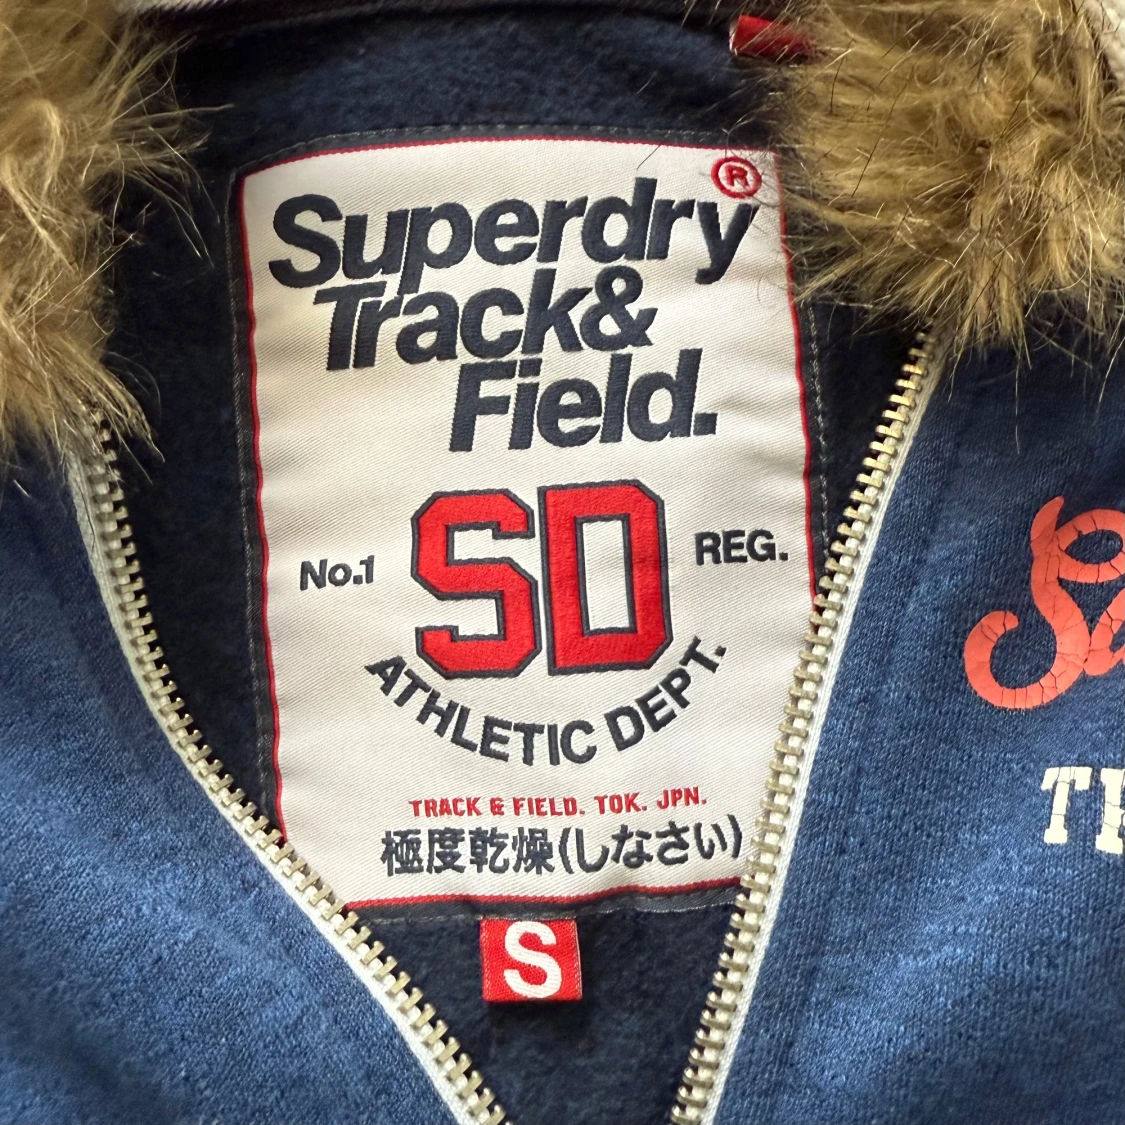 Superdry®
Track&
Field.
No.1 SD REG.
ATHLETIC DEPT.
TRACK & FIELD. TOK. JPN.
極度乾燥(しなさい)
S